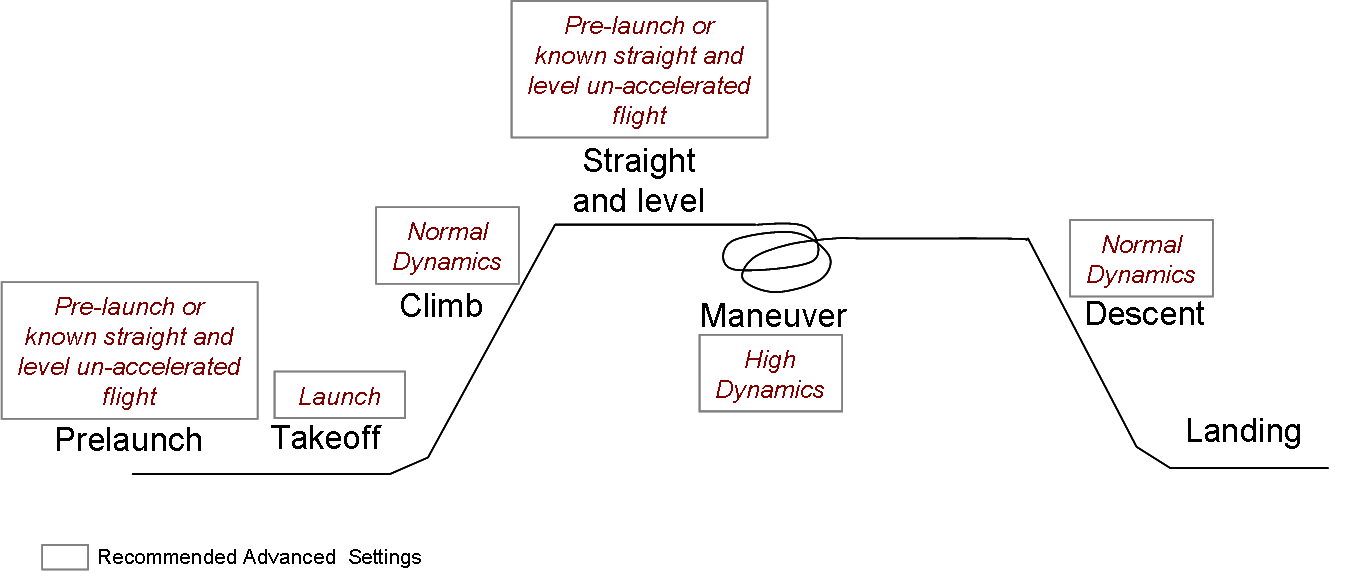 Pre-launch or
known straight and
level un-accelerated
flight
Straight
and level
Normal
Dynamics
Climb
Pre-launch or
known straight and
level un-accelerated
flight
Prelaunch
Launch
Takeoff
Maneuver
High
Dynamics
Normal
Dynamics
Descent
Landing
Recommended Advanced Settings